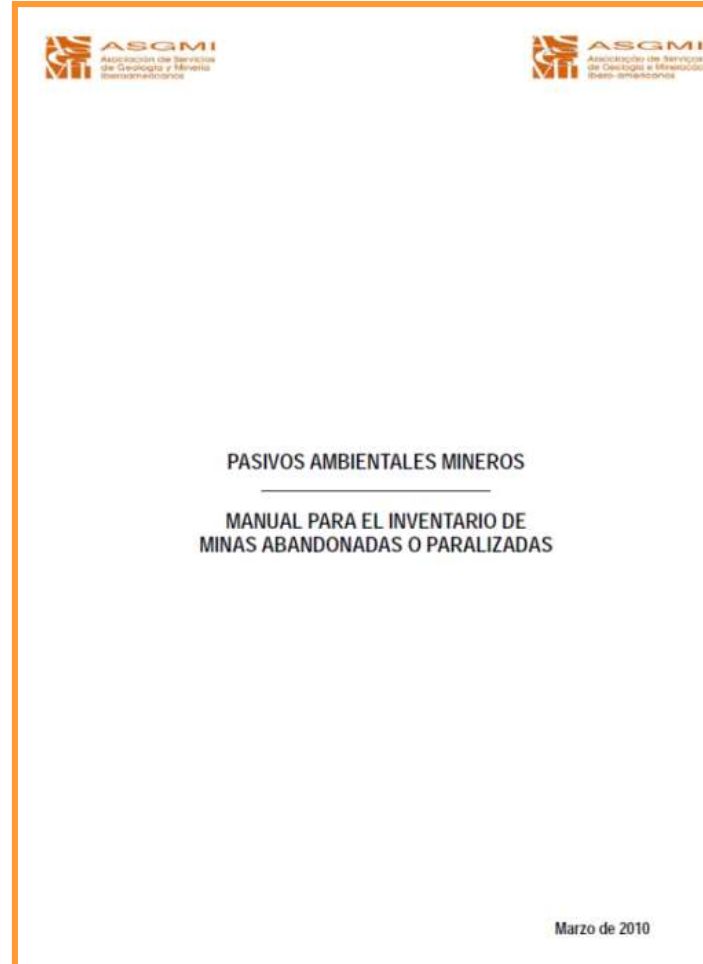 ASGMI
Asociación de Servicios
de Geología y Minería
Iberoamericanos
ASGMI
Associação de Serviços
de Geologia e Mineração
Ibero-americanos
PASIVOS AMBIENTALES MINEROS
MANUAL PARA EL INVENTARIO DE
MINAS ABANDONADAS O PARALIZADAS
Marzo de 2010